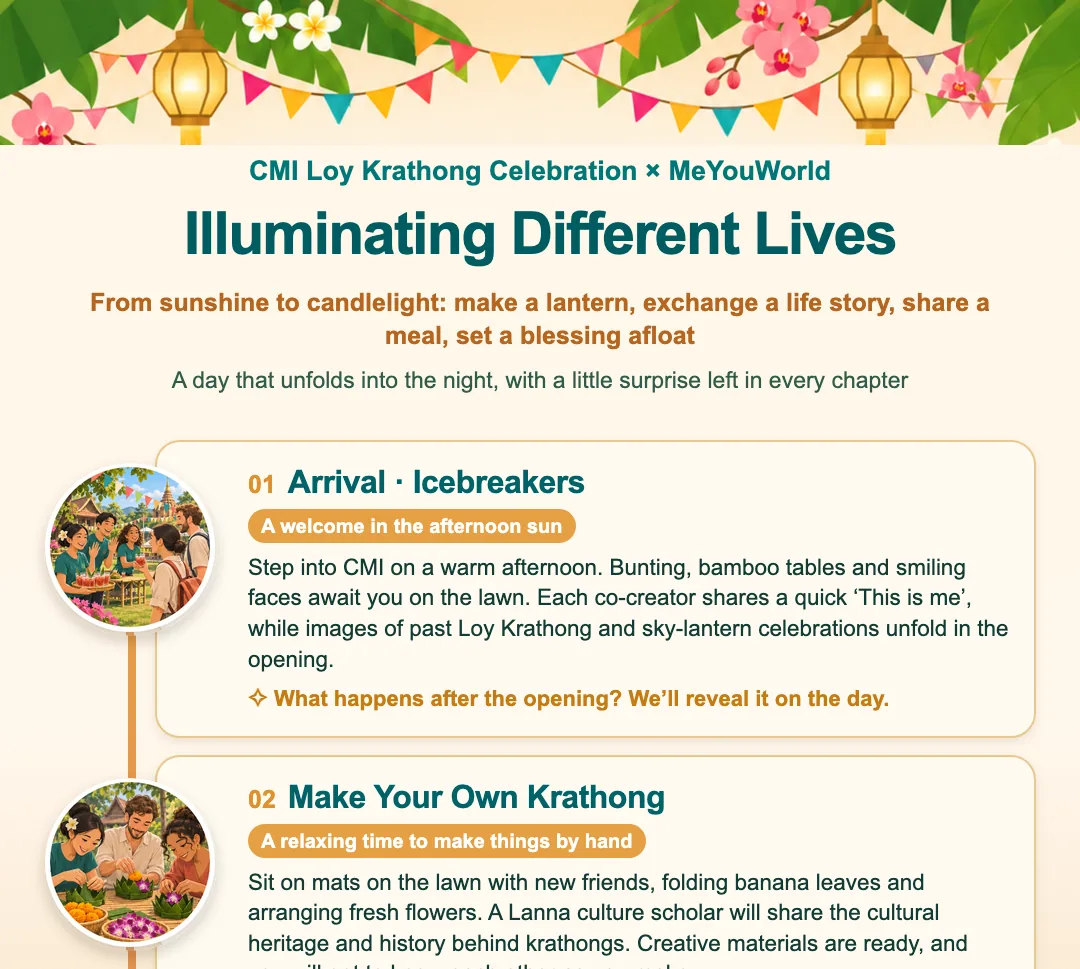 CMI Loy Krathong Celebration × MeYouWorld
Illuminating Different Lives
From sunshine to candlelight: make a lantern, exchange a life story, share a
meal, set a blessing afloat
A day that unfolds into the night, with a little surprise left in every chapter
01 Arrival · Icebreakers
A welcome in the afternoon sun
Step into CMI on a warm afternoon. Bunting, bamboo tables and smiling
faces await you on the lawn. Each co-creator shares a quick ‘This is me’,
while images of past Loy Krathong and sky-lantern celebrations unfold in the
opening.
✧ What happens after the opening? We’ll reveal it on the day.
02 Make Your Own Krathong
A relaxing time to make things by hand
Sit on mats on the lawn with new friends, folding banana leaves and
arranging fresh flowers. A Lanna culture scholar will share the cultural
heritage and history behind krathongs. Creative materials are ready, and